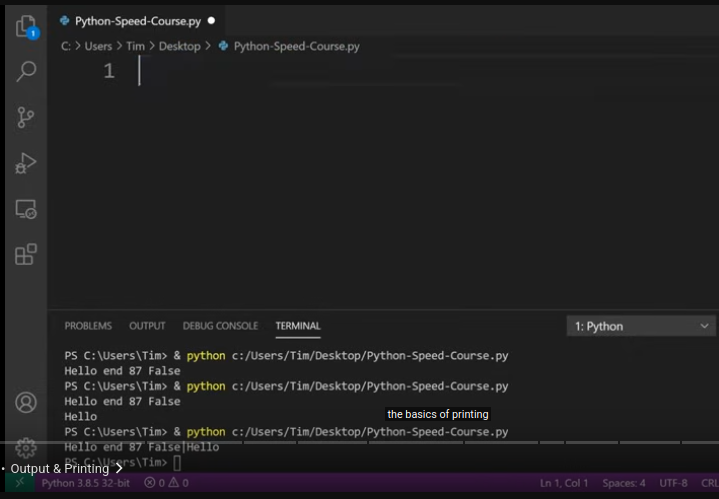 Python-Speed-Course.py
C: > Users > Tim > Desktop > Python-Speed-Course.py
1
1
PROBLEMS OUTPUT DEBUG CONSOLE TERMINAL 1: Python
PS C:\Users\Tim> & python c:/Users/Tim/Desktop/Python-Speed-Course.py
Hello end 87 False
PS C:\Users\Tim> & python c:/Users/Tim/Desktop/Python-Speed-Course.py
Hello end 87 False
Hello
the basics of printing
PS C:\Users\Tim> & python c:/Users/Tim/Desktop/Python-Speed-Course.py
Hello end 87 False|Hello
PS C:\Users\Tim>
• Output & Printing >
Python 3.8.5 32-bit 0 0 Ln 1, Col 1 Spaces: 4 UTF-8 CRL